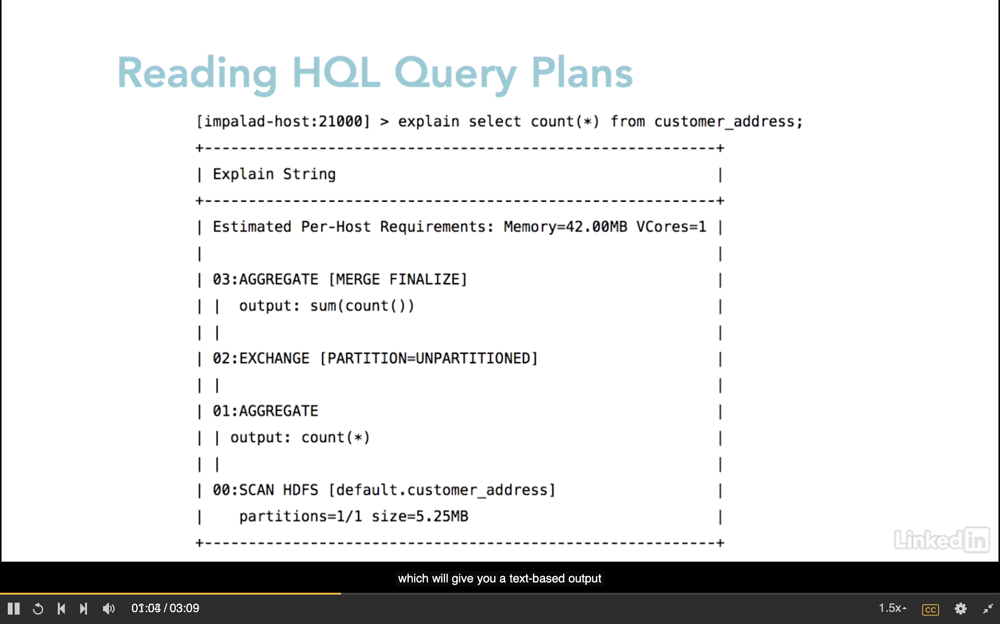 Reading HQL Query Plans
[impalad-host:21000] > explain select count(*) from customer_address;
+----------------------------------------------------------+
| Explain String                                           |
+----------------------------------------------------------+
| Estimated Per-Host Requirements: Memory=42.00MB VCores=1 |
|                                                          |
| 03:AGGREGATE [MERGE FINALIZE]                            |
| |  output: sum(count())                                  |
| |                                                        |
| 02:EXCHANGE [PARTITION=UNPARTITIONED]                    |
| |                                                        |
| 01:AGGREGATE                                             |
| | output: count(*)                                       |
| |                                                        |
| 00:SCAN HDFS [default.customer_address]                  |
|    partitions=1/1 size=5.25MB                            |
+----------------------------------------------------------+
Linked in
which will give you a text-based output
/ 03:09
1.5x
CC